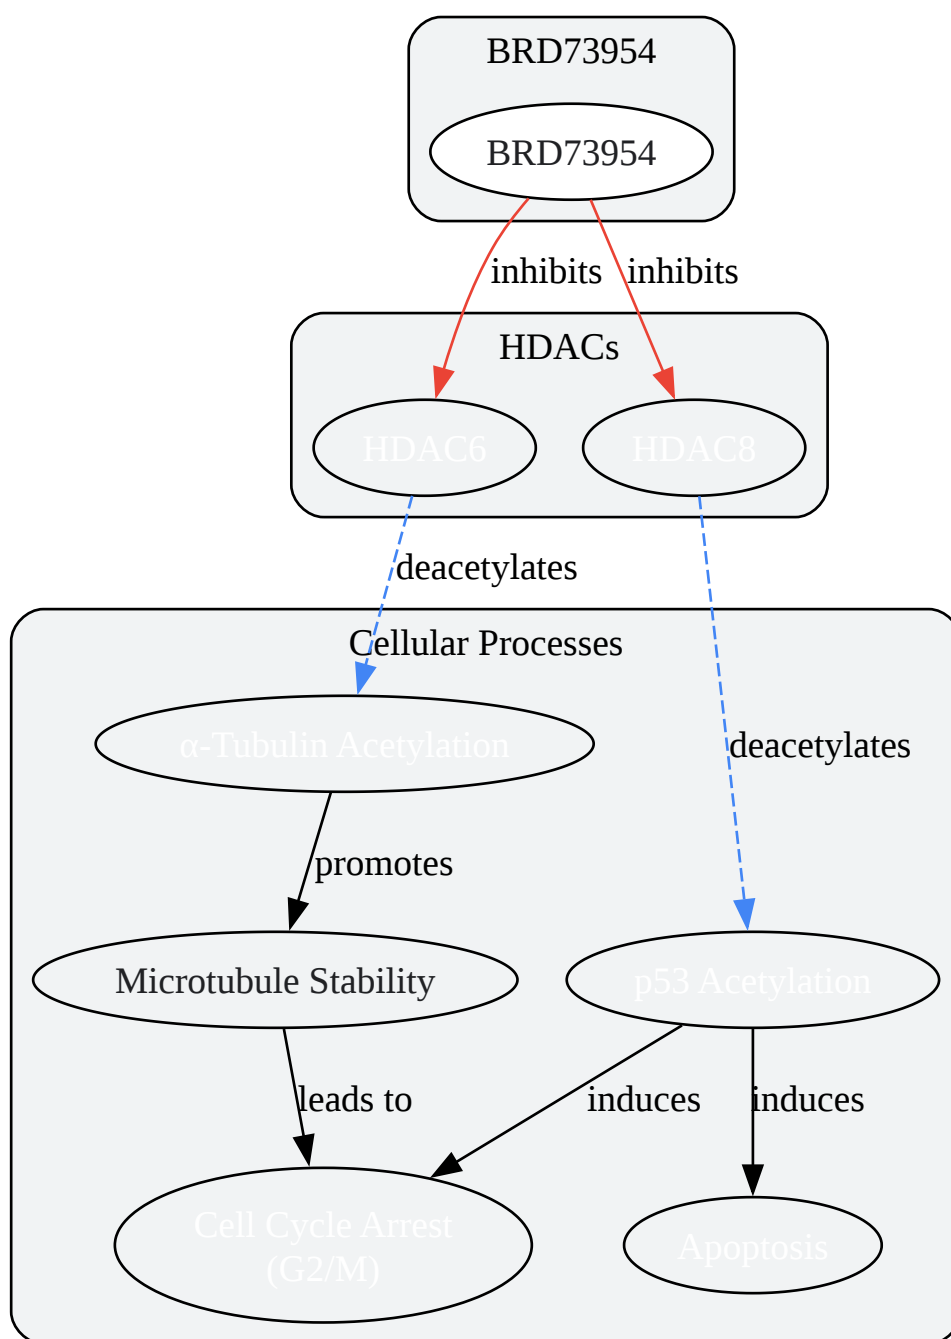 BRD73954
BRD73954
inhibits
inhibits
HDACs
HDAC6
HDAC8
deacetylates
Cellular Processes
α-Tubulin Acetylation
deacetylates
promotes
Microtubule Stability
p53 Acetylation
leads to
induces
induces
Cell Cycle Arrest
(G2/M)
Apoptosis